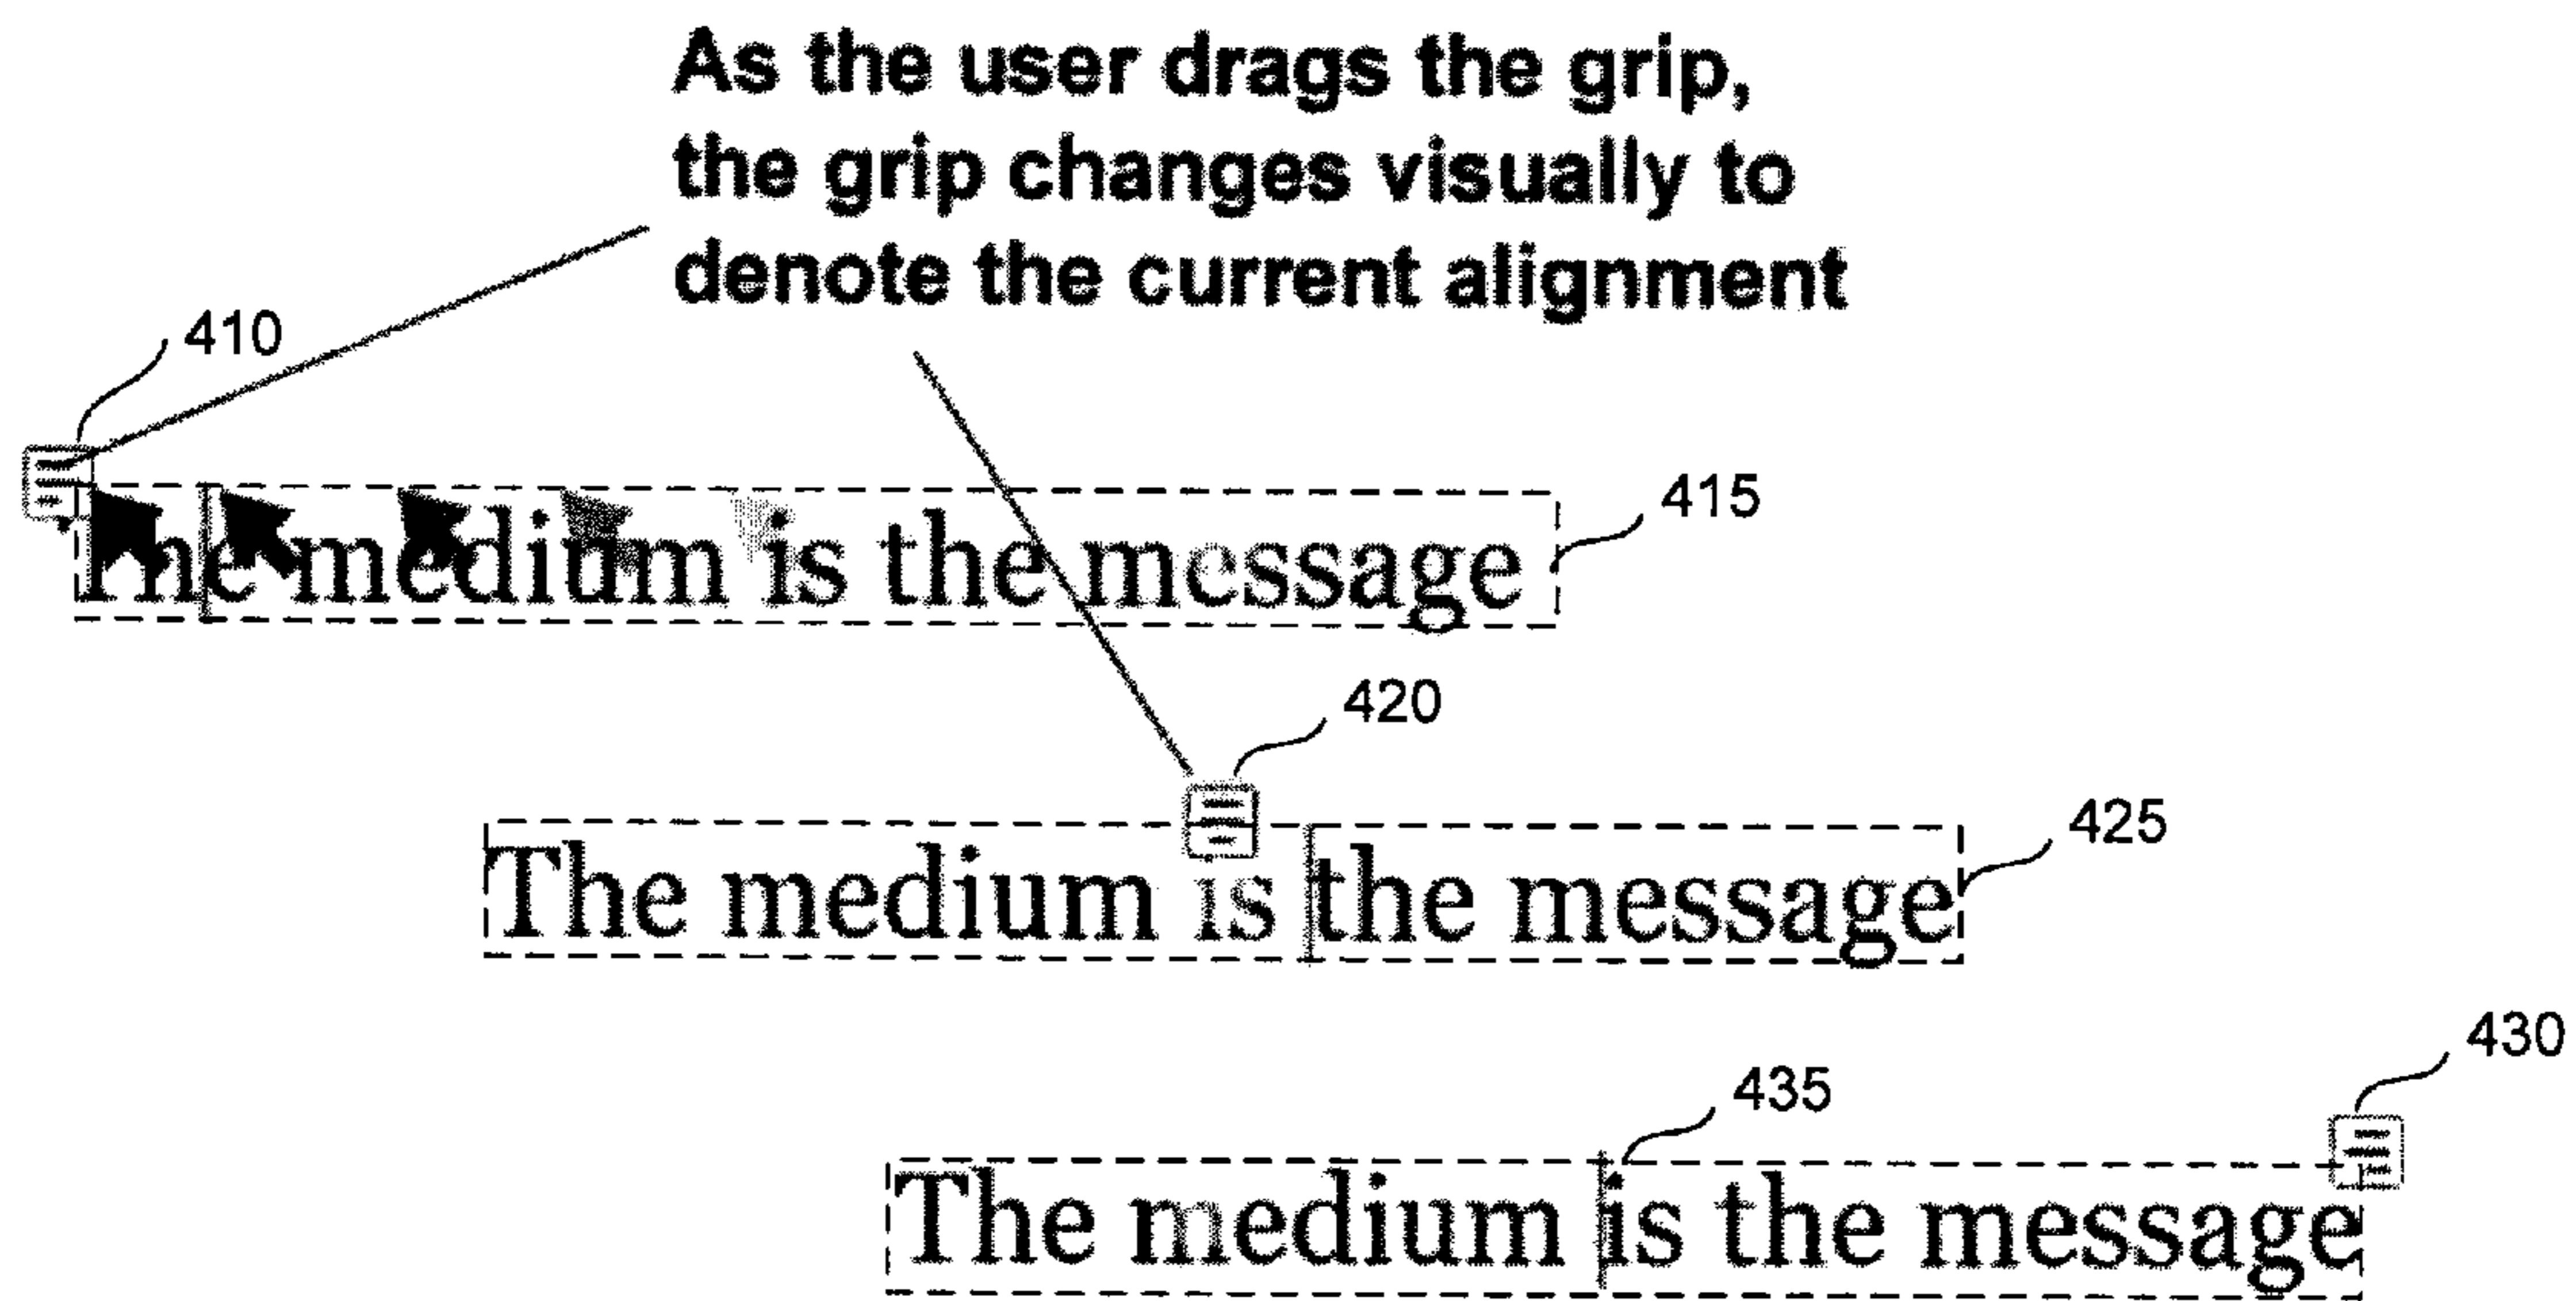 As the user drags the grip,
the grip changes visually to
denote the current alignment
410
The medium is the message
415
420
The medium is the message
425
430
435
The medium is the message